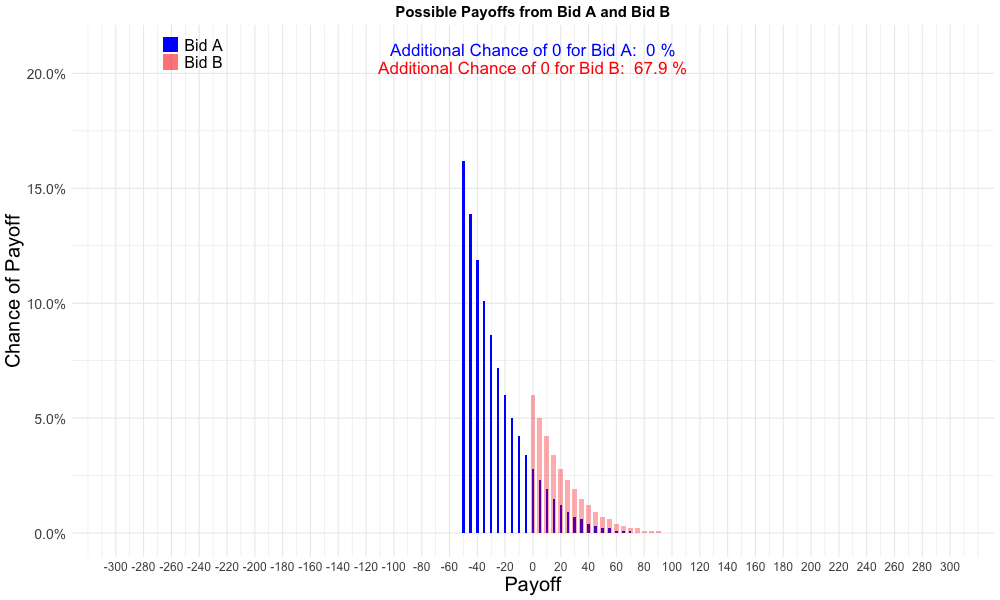 Possible Payoffs from Bid A and Bid B
Bid A
Bid B
Additional Chance of 0 for Bid A:  0 %
Additional Chance of 0 for Bid B:  67.9 %
Chance of Payoff
20.0%
15.0%
10.0%
5.0%
0.0%
-300 -280 -260 -240 -220 -200 -180 -160 -140 -120 -100 -80 -60 -40 -20 0 20 40 60 80 100 120 140 160 180 200 220 240 260 280 300
Payoff